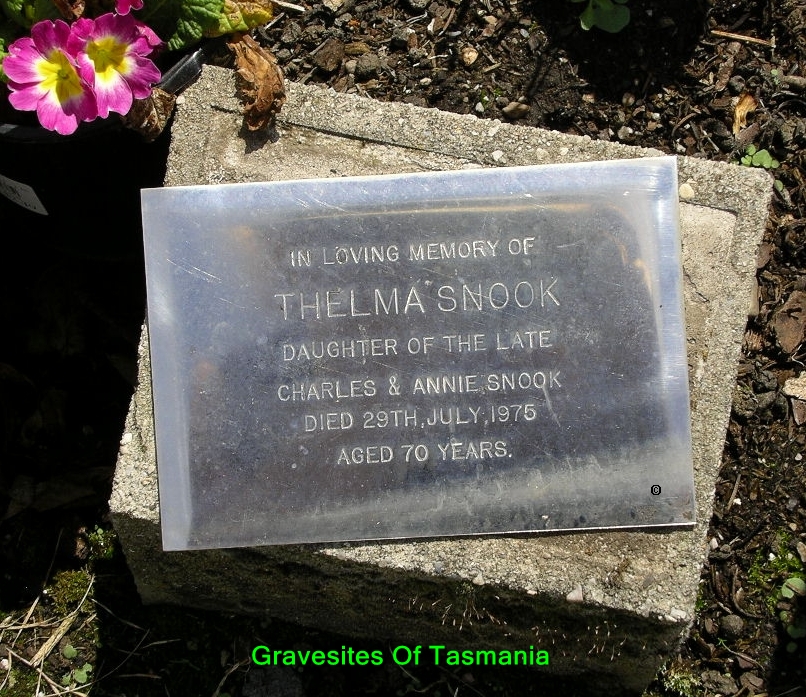 IN LOVING MEMORY OF
THELMA SNOOK
DAUGHTER OF THE LATE
CHARLES & ANNIE SNOOK
DIED 29TH, JULY, 1975
AGED 70 YEARS.
©
Gravesites Of Tasmania